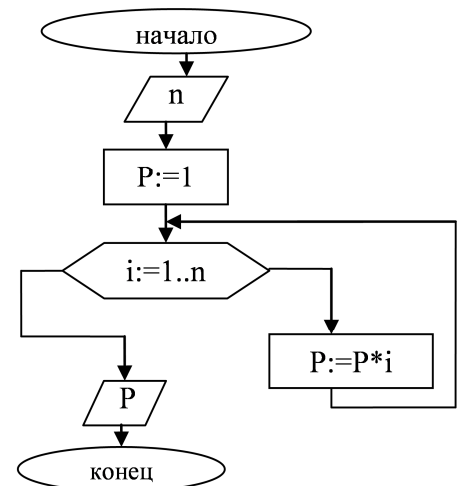 начало
n
P:=1
i:=1..n
P:=P*i
P
конец